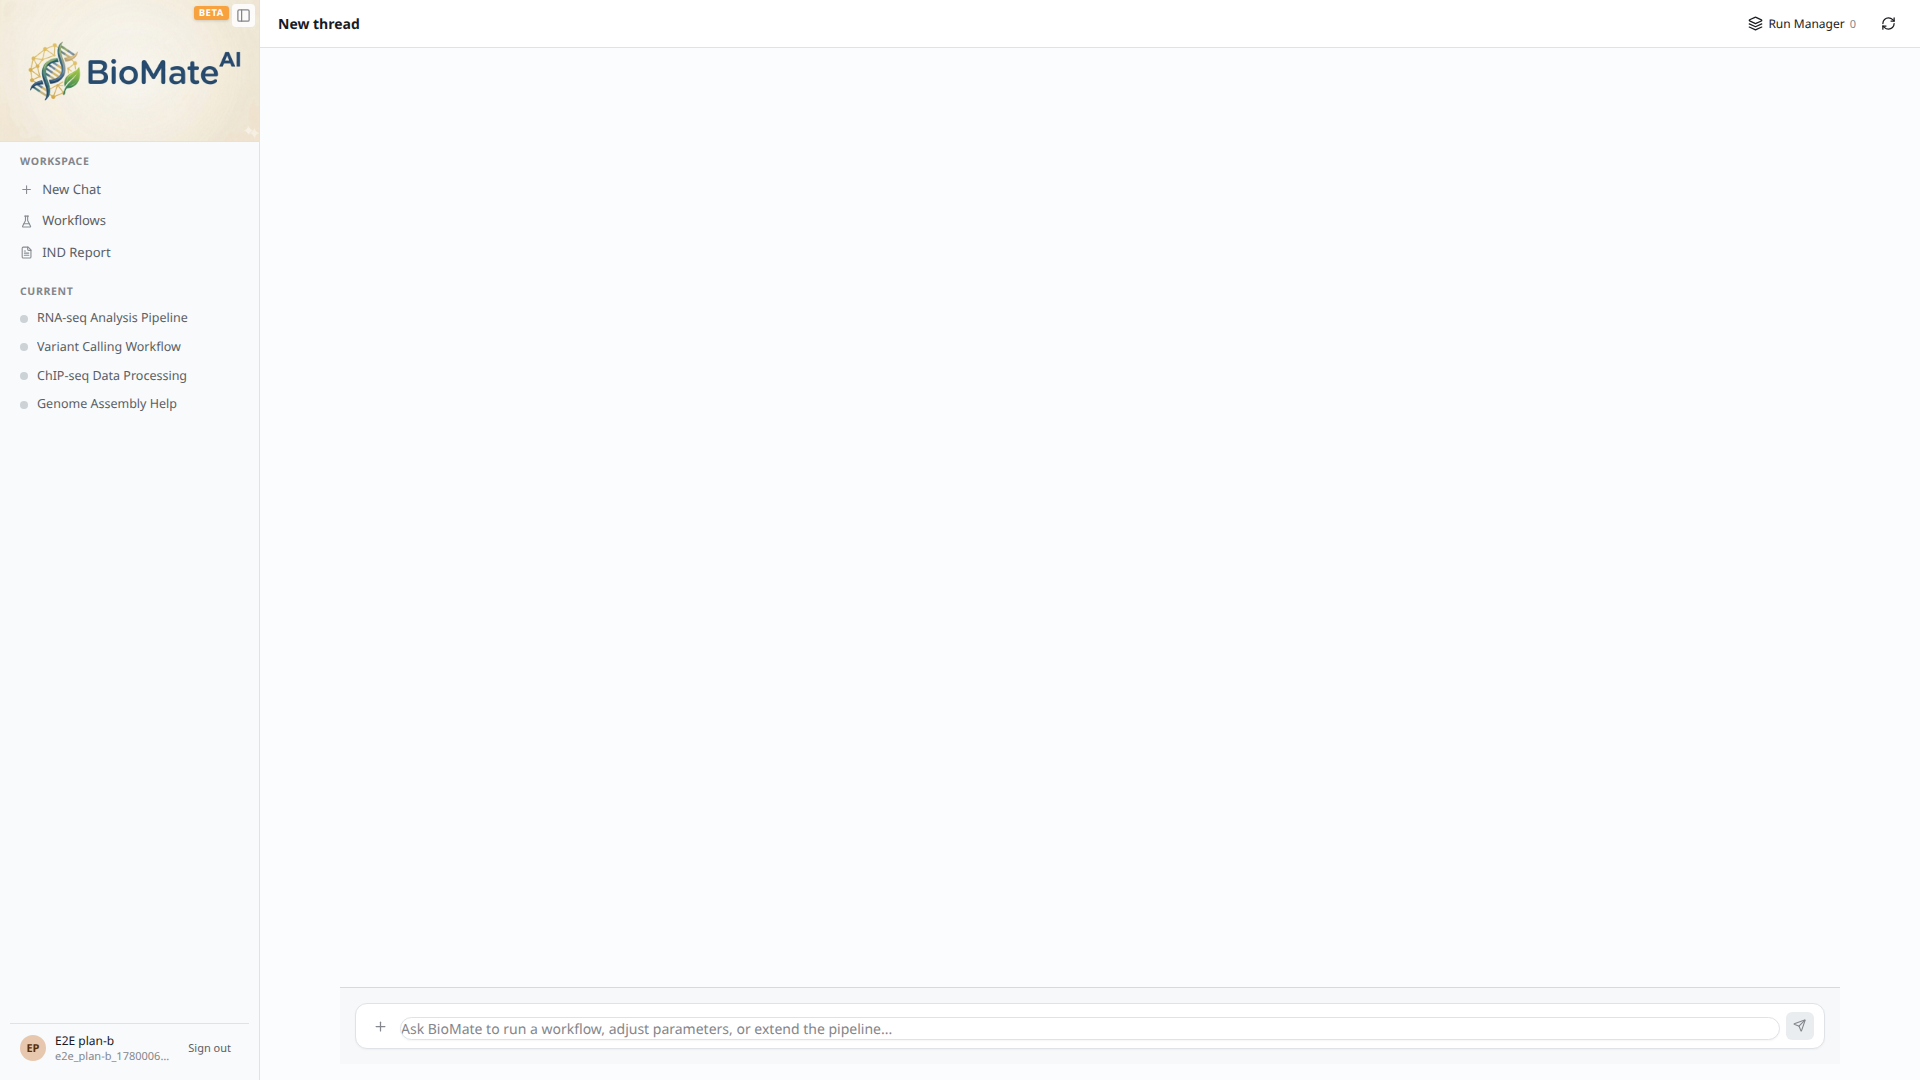 BETA
BioMate AI
WORKSPACE
New Chat
Workflows
IND Report
CURRENT
RNA-seq Analysis Pipeline
Variant Calling Workflow
ChIP-seq Data Processing
Genome Assembly Help
EP
E2E plan-b
e2e_plan-b_1780006...
Sign out
New thread
Run Manager 0
Ask BioMate to run a workflow, adjust parameters, or extend the pipeline...